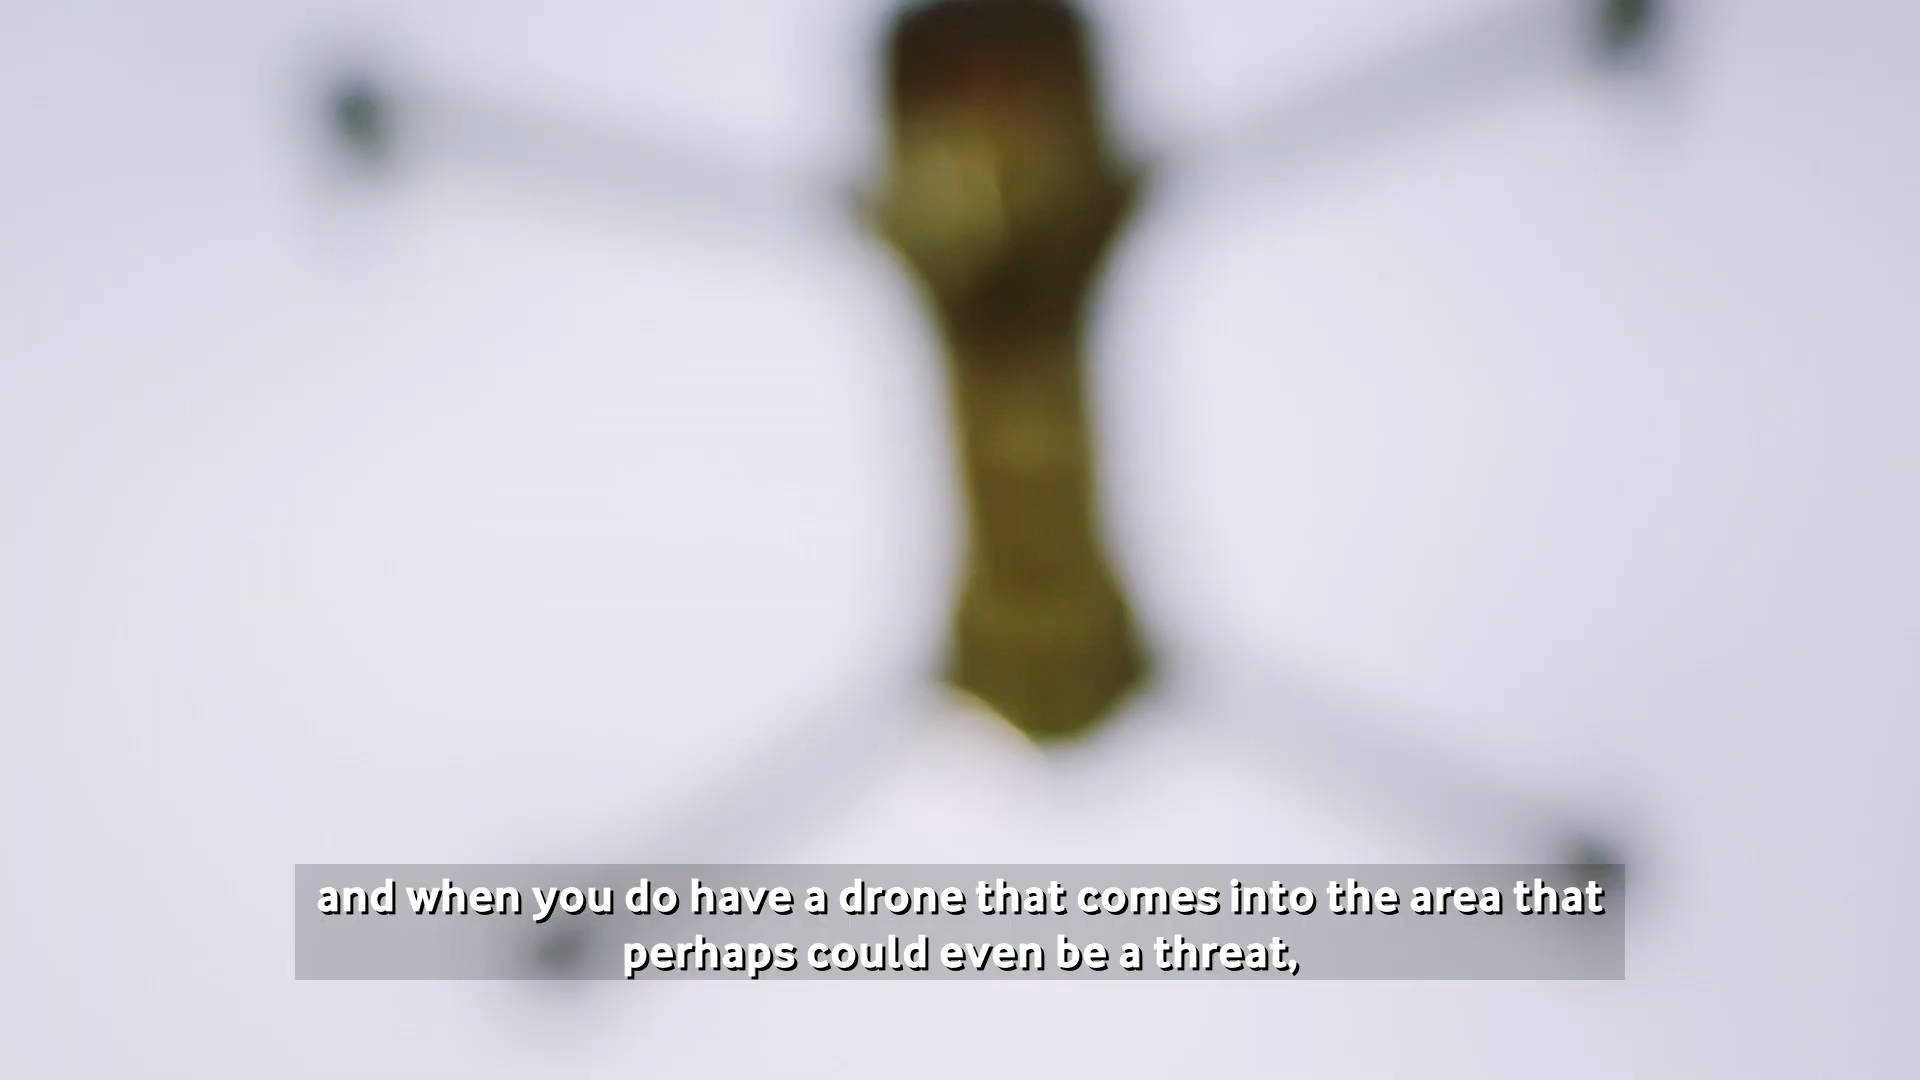 and when you do have a drone that comes into the area that
perhaps could even be a threat,